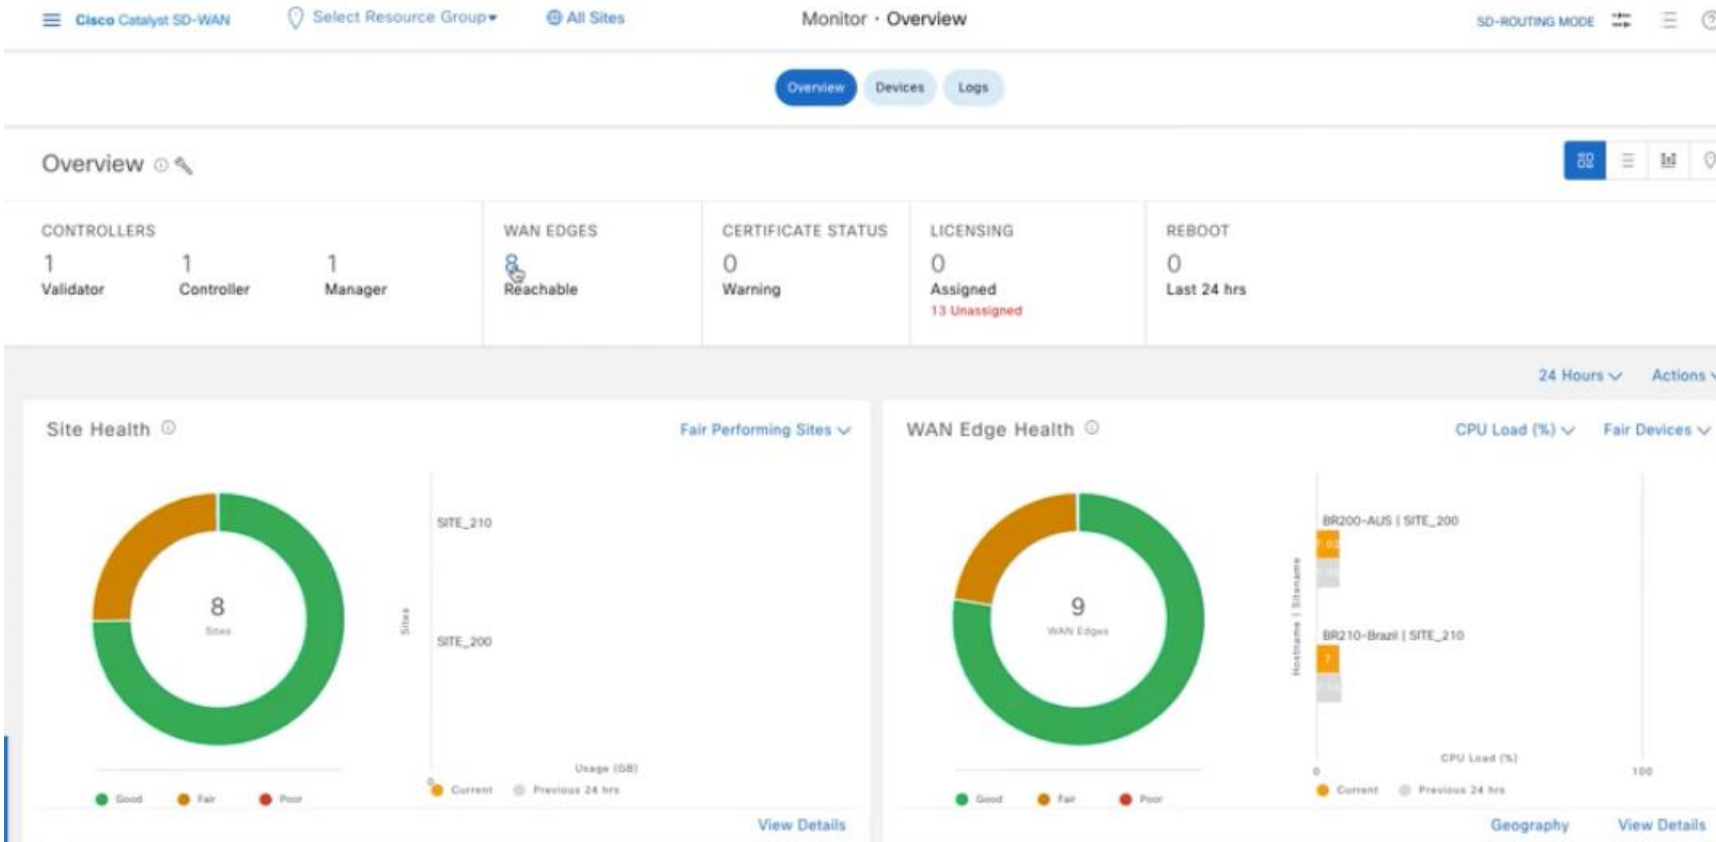 Cisco Catalyst SD-WAN
Select Resource Group
All Sites
Monitor · Overview
SD-ROUTING MODE
Overview
Devices
Logs
Overview
CONTROLLERS
1
Validator
1
Controller
1
Manager
WAN EDGES
8
Reachable
CERTIFICATE STATUS
0
Warning
LICENSING
0
Assigned
13 Unassigned
REBOOT
0
Last 24 hrs
24 Hours
Actions
Site Health
Fair Performing Sites
8
Sites
Good
Fair
Poor
Sites
SITE_210
SITE_200
Usage (GB)
0
Current
Previous 24 hrs
View Details
WAN Edge Health
CPU Load (%)
Fair Devices
9
WAN Edges
Good
Fair
Poor
Hostname | Sitename
BR200-AUS | SITE_200
BR210-Brazil | SITE_210
7
CPU Load (%)
0
100
Current
Previous 24 hrs
Geography
View Details